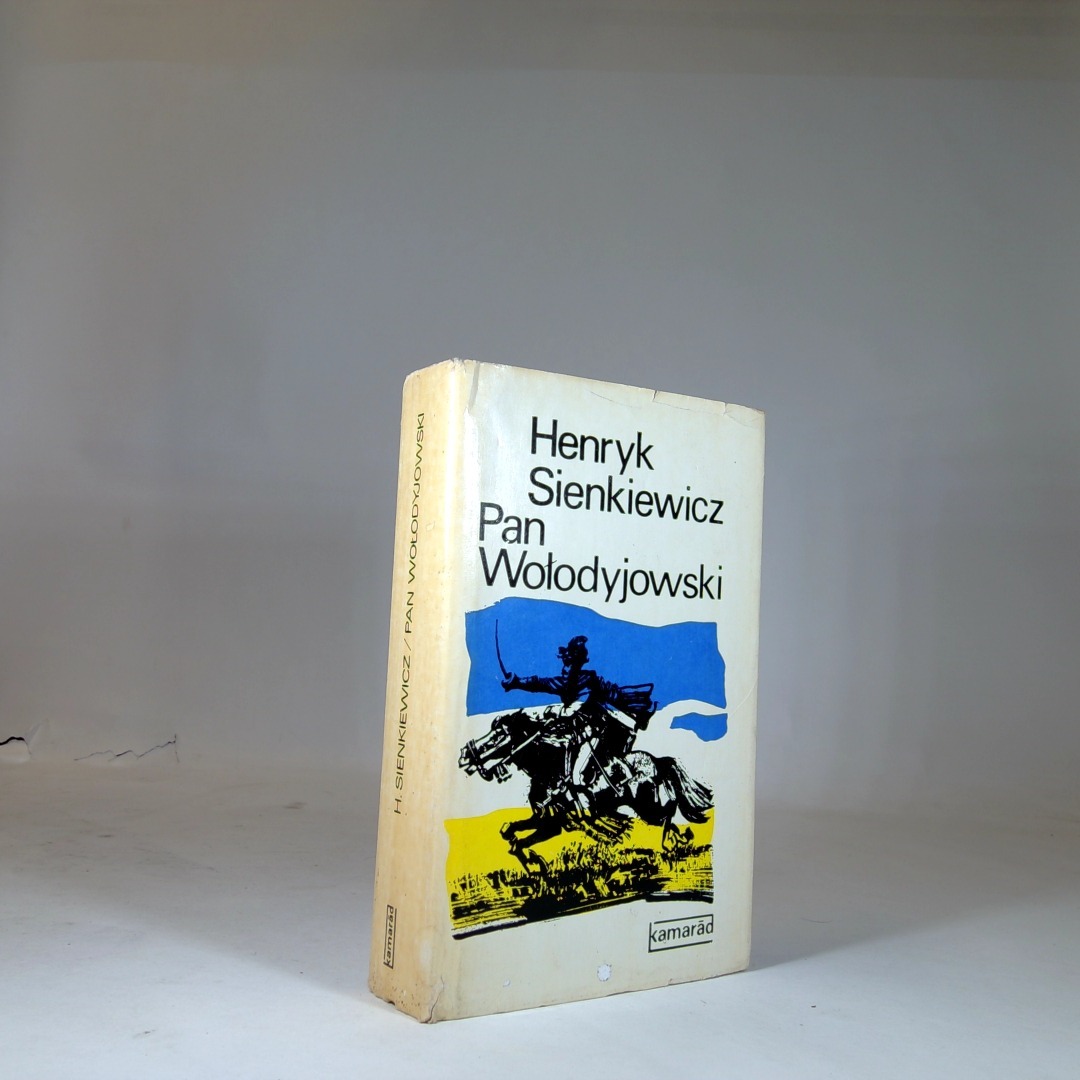 Henryk
Sienkiewicz
Pan
Wołodyjowski
kamarád
H. SIENKIEWICZ / PAN WOŁODYJOWSKI
kamarád